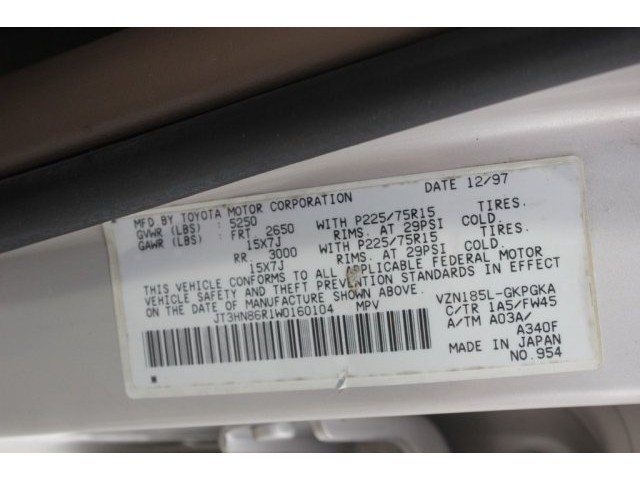 MFD BY TOYOTA MOTOR CORPORATION DATE 12/97
GVWR (LBS) : 5250
GAWR (LBS) : FRT. 2650 WITH P225/75R15 TIRES.
15X7J RIMS. AT 29PSI COLD.
RR 3000 WITH P225/75R15 TIRES.
15X7J RIMS. AT 29PSI COLD.
THIS VEHICLE CONFORMS TO ALL APPLICABLE FEDERAL MOTOR
VEHICLE SAFETY AND THEFT PREVENTION STANDARDS IN EFFECT
ON THE DATE OF MANUFACTURE SHOWN ABOVE.
JT3HN86R1W0160104 MPV VZN185L-GKPGKA
C/TR 1A5/FW45
A/TM A03A/
A340F
MADE IN JAPAN
NO.954